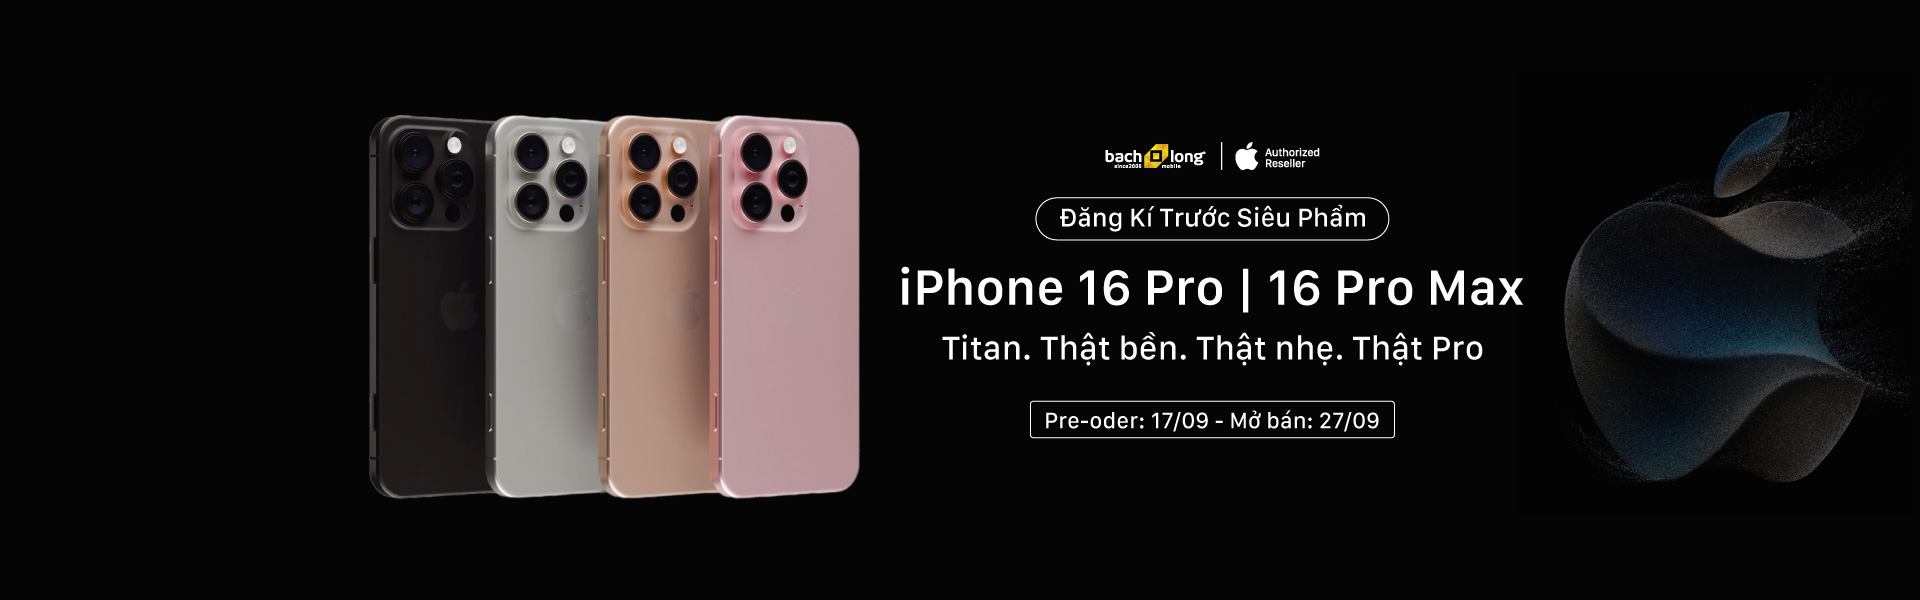 bach long
since2006 mobile
Authorized
Reseller
Đăng Kí Trước Siêu Phẩm
iPhone 16 Pro | 16 Pro Max
Titan. Thật bền. Thật nhẹ. Thật Pro
Pre-oder: 17/09 - Mở bán: 27/09